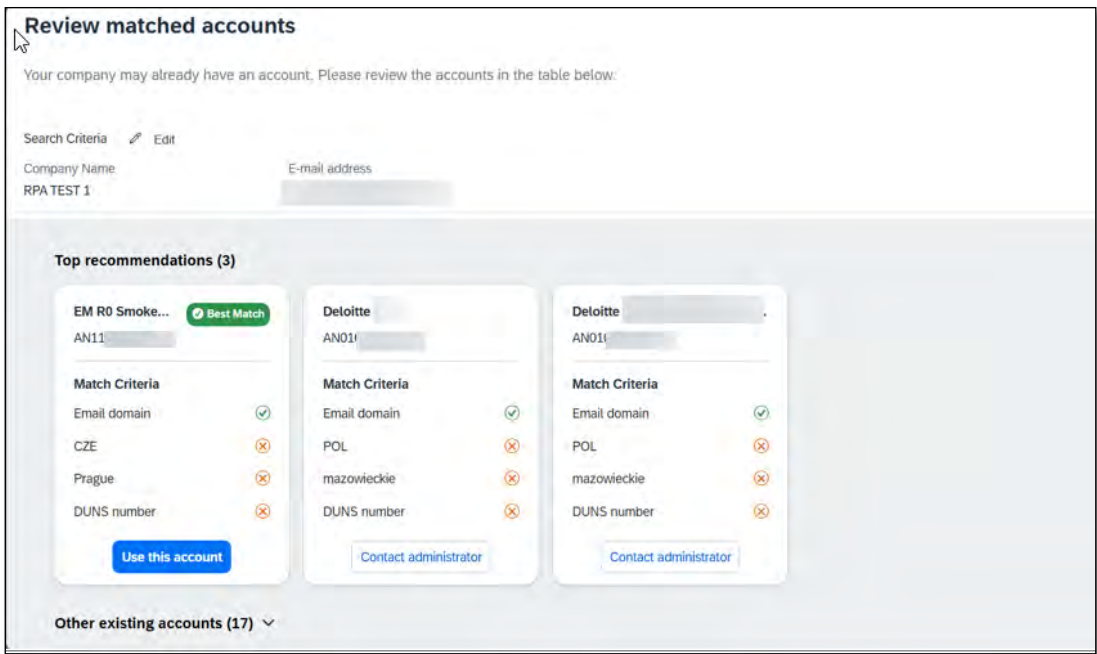 Review matched accounts
Your company may already have an account. Please review the accounts in the table below.
Search Criteria Edit
Company Name E-mail address
RPA TEST 1
Top recommendations (3)
EM R0 Smoke... Best Match
AN11
Match Criteria
Email domain
CZE
Prague
DUNS number
Use this account
Deloitte
AN01
Match Criteria
Email domain
POL
mazowieckie
DUNS number
Contact administrator
Deloitte .
AN01
Match Criteria
Email domain
POL
mazowieckie
DUNS number
Contact administrator
Other existing accounts (17)